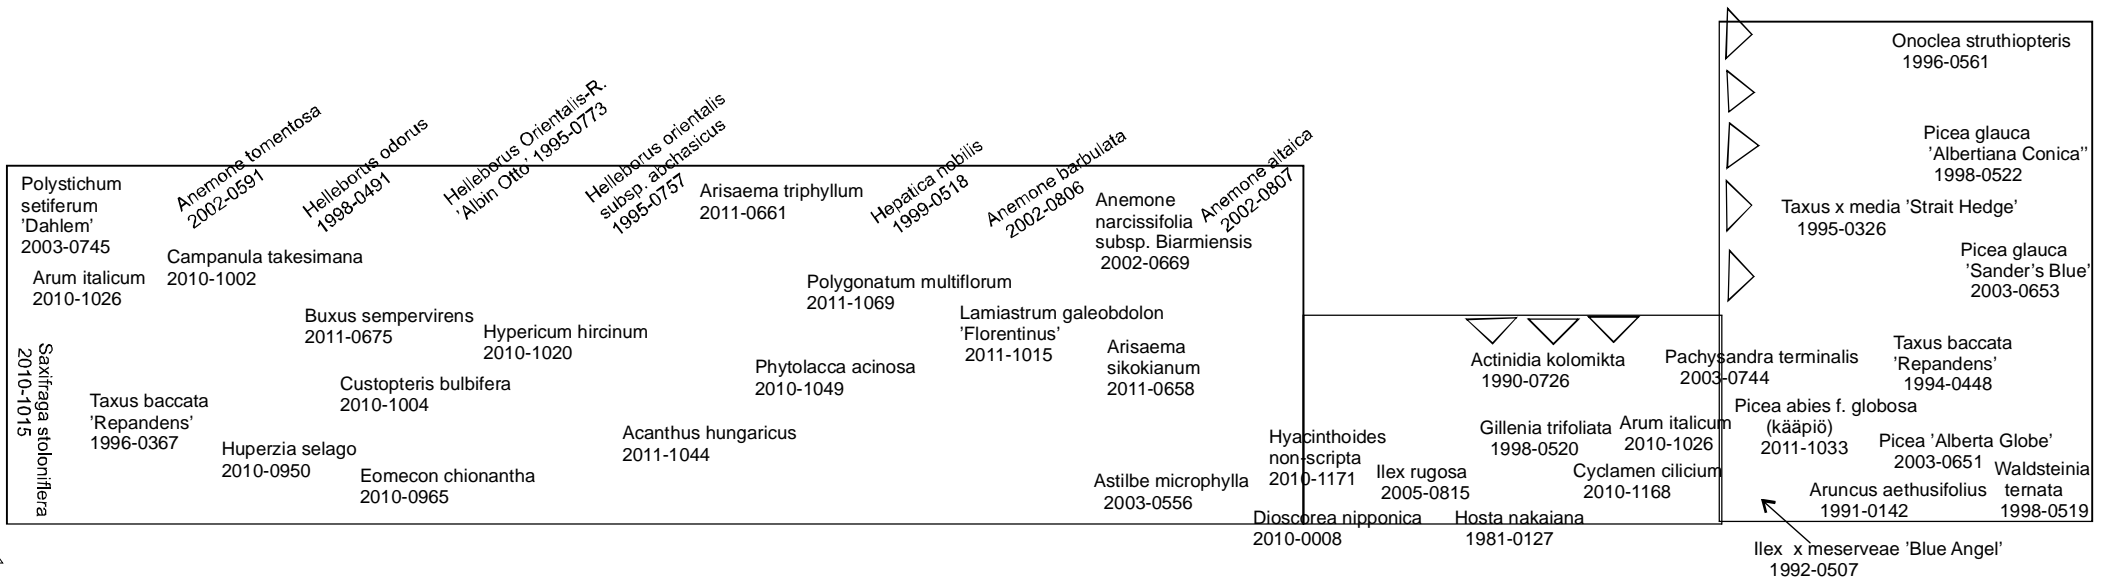 Polystichum
setiferum
'Dahlem'
2003-0745
Arum italicum
2010-1026
Saxifraga stoloniflera
2010-1015
Anemone tomentosa
2002-0591
Campanula takesimana
2010-1002
Helleborus odorus
1998-0491
Helleborus Orientalis-R.
'Albin Otto' 1995-0773
Helleborus orientalis
subsp. abchasicus
1995-0757
Arisaema triphyllum
2011-0661
Hepatica nobilis
1999-0518
Anemone barbulata
2002-0806
Anemone
narcissifolia
subsp. Biarmiensis
2002-0669
Anemone altaica
2002-0807
Buxus sempervirens
2011-0675
Hypericum hircinum
2010-1020
Polygonatum multiflorum
2011-1069
Lamiastrum galeobdolon
'Florentinus'
2011-1015
Arisaema
sikokianum
2011-0658
Phytolacca acinosa
2010-1049
Custopteris bulbifera
2010-1004
Taxus baccata
'Repandens'
1996-0367
Huperzia selago
2010-0950
Eomecon chionantha
2010-0965
Acanthus hungaricus
2011-1044
Astilbe microphylla
2003-0556
Hyacinthoides
non-scripta
2010-1171
Dioscorea nipponica
2010-0008
Ilex rugosa
2005-0815
Hosta nakaiana
1981-0127
Actinidia kolomikta
1990-0726
Gillenia trifoliata
1998-0520
Arum italicum
2010-1026
Cyclamen cilicium
2010-1168
Pachysandra terminalis
2003-0744
Onoclea struthiopteris
1996-0561
Picea glauca
'Albertiana Conica''
1998-0522
Taxus x media 'Strait Hedge'
1995-0326
Picea glauca
'Sander's Blue'
2003-0653
Taxus baccata
'Repandens'
1994-0448
Picea abies f. globosa
(kääpiö)
2011-1033
Picea 'Alberta Globe'
2003-0651
Waldsteinia
ternata
1998-0519
Aruncus aethusifolius
1991-0142
Ilex x meserveae 'Blue Angel'
1992-0507